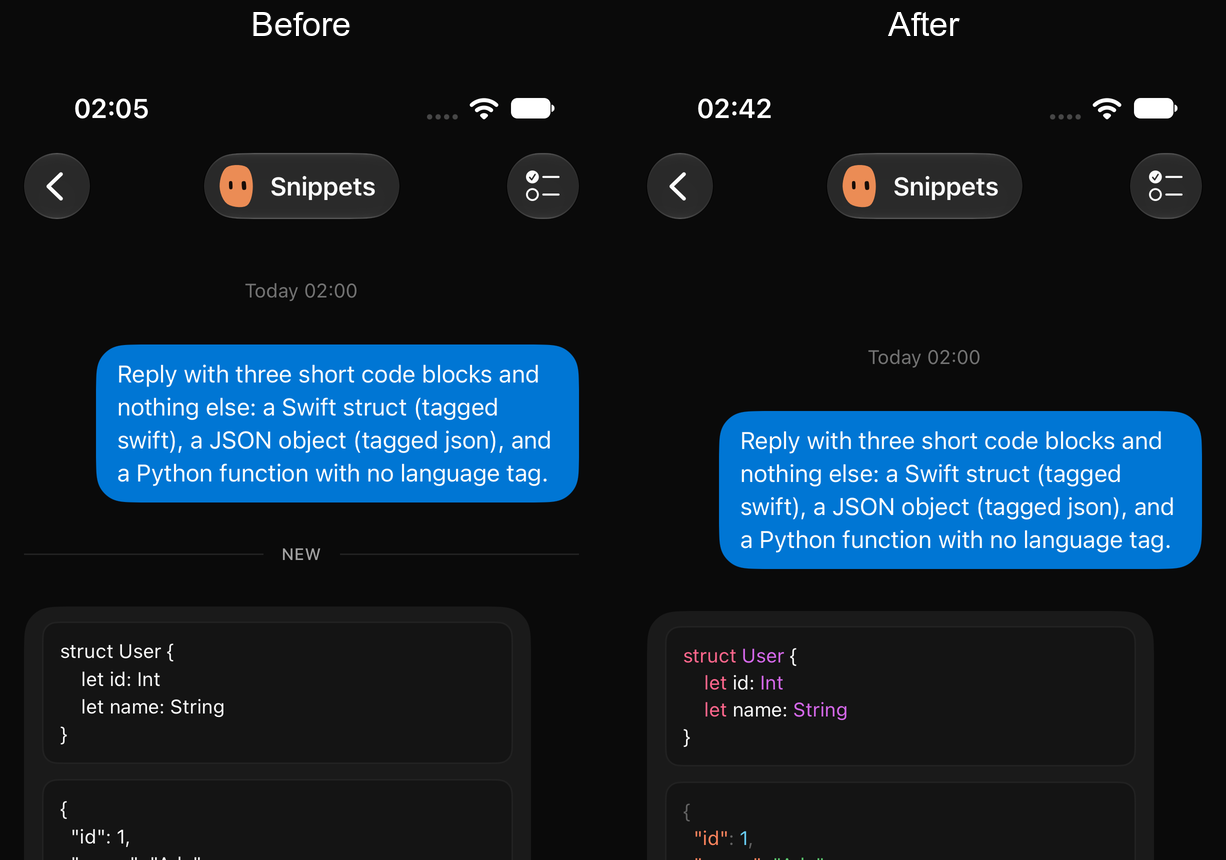 Before
02:05
Snippets
Today 02:00
Reply with three short code blocks and
nothing else: a Swift struct (tagged
swift), a JSON object (tagged json), and
a Python function with no language tag.
NEW
struct User {
    let id: Int
    let name: String
}
{
  "id": 1,
After
02:42
Snippets
Today 02:00
Reply with three short code blocks and
nothing else: a Swift struct (tagged
swift), a JSON object (tagged json), and
a Python function with no language tag.
struct User {
    let id: Int
    let name: String
}
{
  "id": 1,